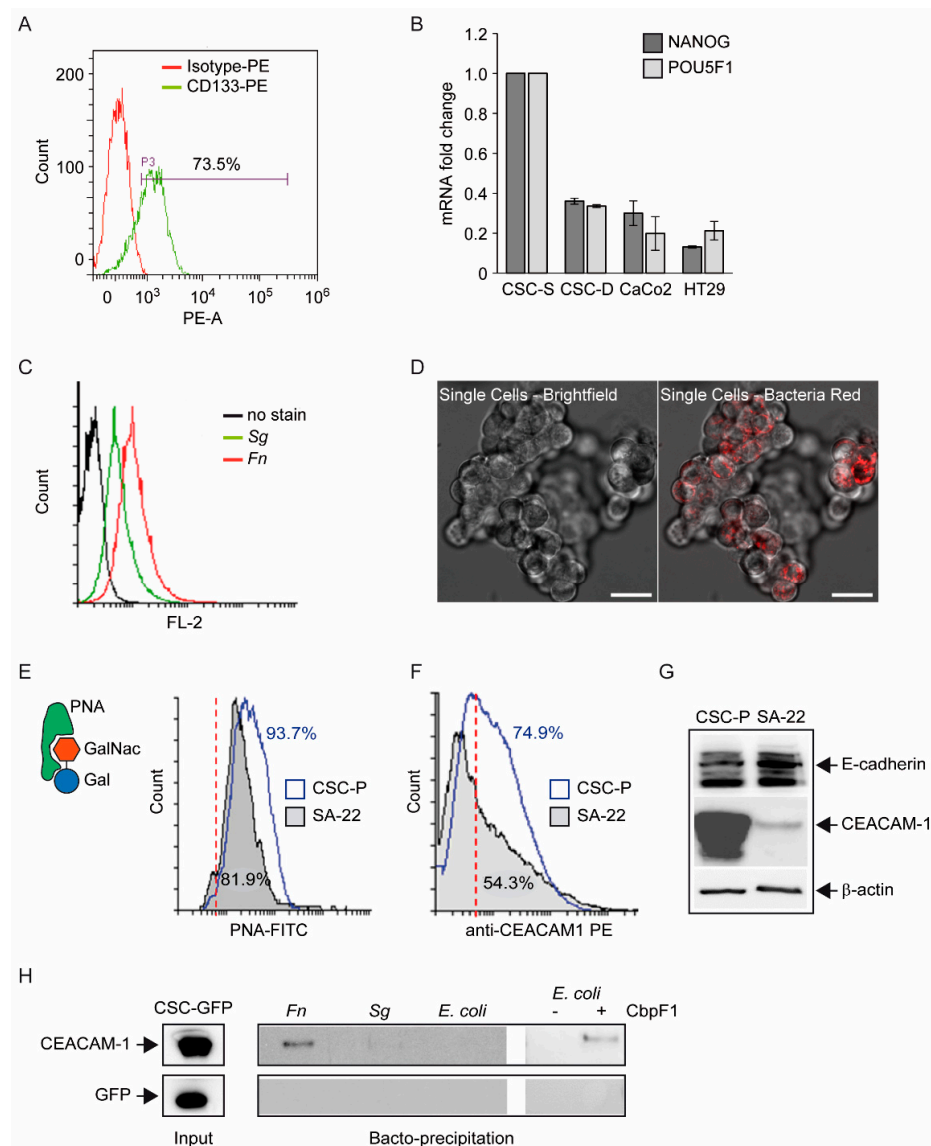 A
200
100
0
Count
Isotype-PE
CD133-PE
P3
73.5%
0 10³ 10⁴ 10⁵ 10⁶
PE-A
B
1.2
1.0
0.8
0.6
0.4
0.2
0
mRNA fold change
NANOG
POU5F1
CSC-S CSC-D CaCo2 HT29
C
Count
no stain
Sg
Fn
FL-2
D
Single Cells - Brightfield
Single Cells - Bacteria Red
E
PNA
GalNac
Gal
Count
93.7%
CSC-P
SA-22
81.9%
PNA-FITC
F
Count
74.9%
CSC-P
SA-22
54.3%
anti-CEACAM1 PE
G
CSC-P SA-22
E-cadherin
CEACAM-1
β-actin
H
CSC-GFP
Fn Sg E. coli
E. coli
- + CbpF1
CEACAM-1
GFP
Input
Bacto-precipitation